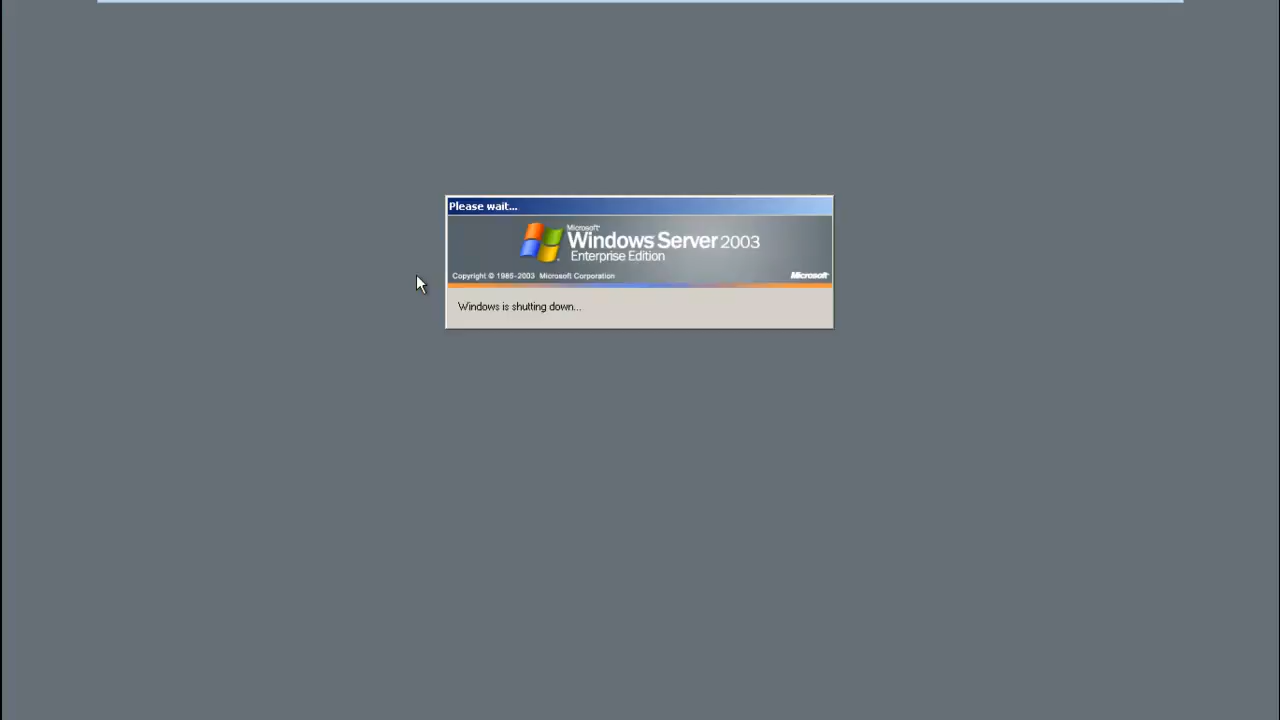 Please wait...
Microsoft
Windows Server 2003
Enterprise Edition
Copyright © 1985-2003 Microsoft Corporation
Microsoft
Windows is shutting down...